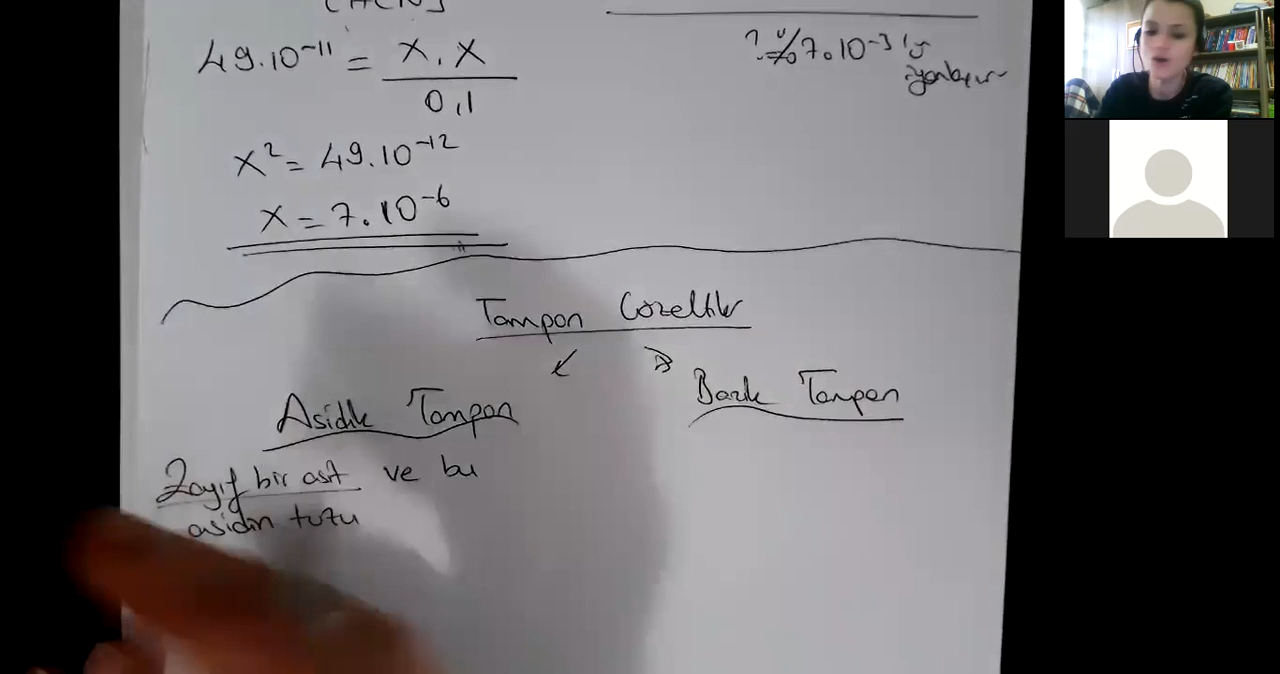 [HCN]
49.10⁻¹¹ = x.x / 0,1
x² = 49.10⁻¹²
x = 7.10⁻⁶
? % 7.10⁻³'ü
Tampon Çözeltiler
Asidik Tampon
Bazik Tampon
Zayıf bir asit ve bu
asidin tuzu